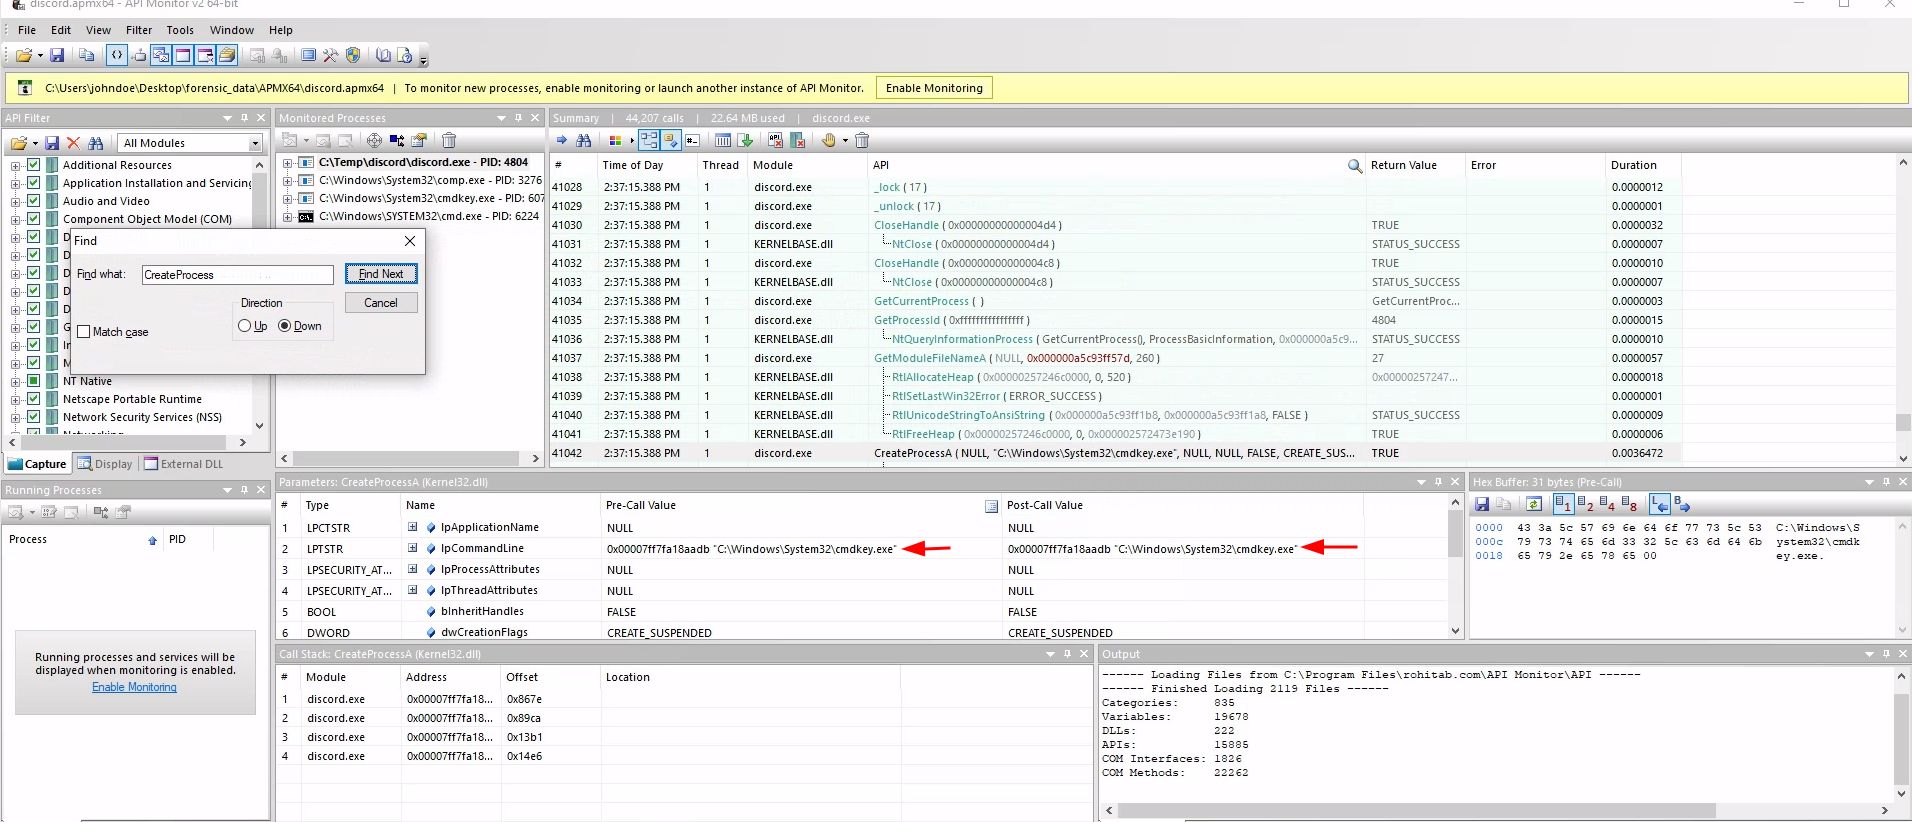 discord.apmx64 - API Monitor v2 64-bit
File Edit View Filter Tools Window Help
C:\Users\johndoe\Desktop\forensic_data\APMX64\discord.apmx64 | To monitor new processes, enable monitoring or launch another instance of API Monitor. Enable Monitoring
API Filter
All Modules
Additional Resources
Application Installation and Servicing
Audio and Video
Component Object Model (COM)
NT Native
Netscape Portable Runtime
Network Security Services (NSS)
Capture Display External DLL
Find
Find what: CreateProcess
Find Next
Cancel
Direction
Up Down
Match case
Monitored Processes
C:\Temp\discord\discord.exe - PID: 4804
C:\Windows\System32\comp.exe - PID: 3276
C:\Windows\System32\cmdkey.exe - PID: 607
C:\Windows\SYSTEM32\cmd.exe - PID: 6224
Summary | 44,207 calls | 22.64 MB used | discord.exe
# Time of Day Thread Module API Return Value Error Duration
41028 2:37:15.388 PM 1 discord.exe _lock ( 17 ) 0.0000012
41029 2:37:15.388 PM 1 discord.exe _unlock ( 17 ) 0.0000001
41030 2:37:15.388 PM 1 discord.exe CloseHandle ( 0x00000000000004d4 ) TRUE 0.0000032
41031 2:37:15.388 PM 1 KERNELBASE.dll NtClose ( 0x00000000000004d4 ) STATUS_SUCCESS 0.0000007
41032 2:37:15.388 PM 1 discord.exe CloseHandle ( 0x00000000000004c8 ) TRUE 0.0000010
41033 2:37:15.388 PM 1 KERNELBASE.dll NtClose ( 0x00000000000004c8 ) STATUS_SUCCESS 0.0000007
41034 2:37:15.388 PM 1 discord.exe GetCurrentProcess ( ) GetCurrentProc... 0.0000003
41035 2:37:15.388 PM 1 discord.exe GetProcessId ( 0xffffffffffffffff ) 4804 0.0000015
41036 2:37:15.388 PM 1 KERNELBASE.dll NtQueryInformationProcess ( GetCurrentProcess(), ProcessBasicInformation, 0x000000a5c9... STATUS_SUCCESS 0.0000010
41037 2:37:15.388 PM 1 discord.exe GetModuleFileNameA ( NULL, 0x000000a5c93ff57d, 260 ) 27 0.0000057
41038 2:37:15.388 PM 1 KERNELBASE.dll RtlAllocateHeap ( 0x00000257246c0000, 0, 520 ) 0x00000257247... 0.0000018
41039 2:37:15.388 PM 1 KERNELBASE.dll RtlSetLastWin32Error ( ERROR_SUCCESS ) 0.0000001
41040 2:37:15.388 PM 1 KERNELBASE.dll RtlUnicodeStringToAnsiString ( 0x000000a5c93ff1b8, 0x000000a5c93ff1a8, FALSE ) STATUS_SUCCESS 0.0000009
41041 2:37:15.388 PM 1 KERNELBASE.dll RtlFreeHeap ( 0x00000257246c0000, 0, 0x000002572473e190 ) TRUE 0.0000006
41042 2:37:15.388 PM 1 discord.exe CreateProcessA ( NULL, "C:\Windows\System32\cmdkey.exe", NULL, NULL, FALSE, CREATE_SUS... TRUE 0.0036472
Running Processes
Process PID
Running processes and services will be
displayed when monitoring is enabled.
Enable Monitoring
Parameters: CreateProcessA (Kernel32.dll)
# Type Name Pre-Call Value Post-Call Value
1 LPCTSTR lpApplicationName NULL NULL
2 LPTSTR lpCommandLine 0x00007ff7fa18aadb "C:\Windows\System32\cmdkey.exe" 0x00007ff7fa18aadb "C:\Windows\System32\cmdkey.exe"
3 LPSECURITY_AT... lpProcessAttributes NULL NULL
4 LPSECURITY_AT... lpThreadAttributes NULL NULL
5 BOOL bInheritHandles FALSE FALSE
6 DWORD dwCreationFlags CREATE_SUSPENDED CREATE_SUSPENDED
Hex Buffer: 31 bytes (Pre-Call)
1 2 4 8 L B
0000 43 3a 5c 57 69 6e 64 6f 77 73 5c 53 C:\Windows\S
000c 79 73 74 65 6d 33 32 5c 63 6d 64 6b ystem32\cmdk
0018 65 79 2e 65 78 65 00 ey.exe.
Call Stack: CreateProcessA (Kernel32.dll)
# Module Address Offset Location
1 discord.exe 0x00007ff7fa18... 0x867e
2 discord.exe 0x00007ff7fa18... 0x89ca
3 discord.exe 0x00007ff7fa18... 0x13b1
4 discord.exe 0x00007ff7fa18... 0x14e6
Output
------ Loading Files from C:\Program Files\rohitab.com\API Monitor\API ------
------ Finished Loading 2119 Files ------
Categories: 835
Variables: 19678
DLLs: 222
APIs: 15885
COM Interfaces: 1826
COM Methods: 22262